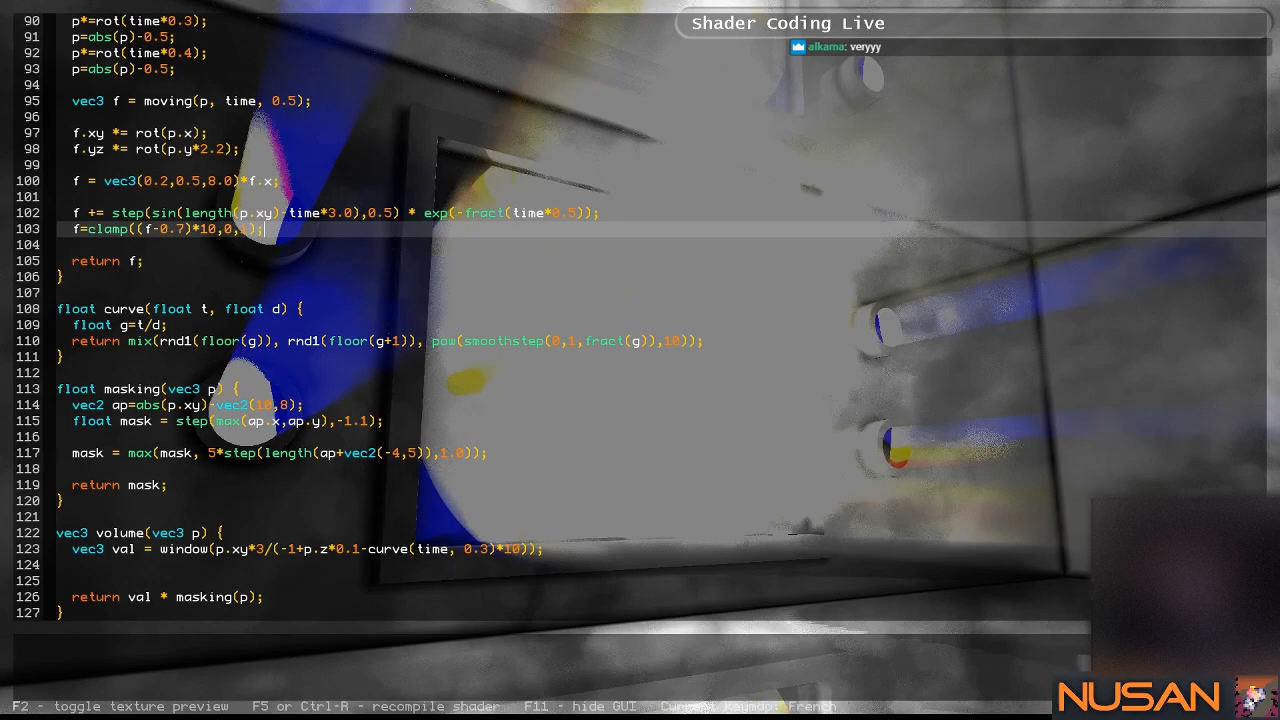 Shader Coding Live
alkama: veryyy
90 p*=rot(time*0.3);
91 p=abs(p)-0.5;
92 p*=rot(time*0.4);
93 p=abs(p)-0.5;
94
95 vec3 f = moving(p, time, 0.5);
96
97 f.xy *= rot(p.x);
98 f.yz *= rot(p.y*2.2);
99
100 f = vec3(0.2,0.5,8.0)*f.x;
101
102 f += step(sin(length(p.xy)-time*3.0),0.5) * exp(-fract(time*0.5));
103 f=clamp((f-0.7)*10,0,1);
104
105 return f;
106 }
107
108 float curve(float t, float d) {
109 float g=t/d;
110 return mix(rnd1(floor(g)), rnd1(floor(g+1)), pow(smoothstep(0,1,fract(g)),10));
111 }
112
113 float masking(vec3 p) {
114 vec2 ap=abs(p.xy)-vec2(10,8);
115 float mask = step(max(ap.x,ap.y),-1.1);
116
117 mask = max(mask, 5*step(length(ap+vec2(-4,5)),1.0));
118
119 return mask;
120 }
121
122 vec3 volume(vec3 p) {
123 vec3 val = window(p.xy*3/(-1+p.z*0.1-curve(time, 0.3)*10));
124
125
126 return val * masking(p);
127 }
F2 - toggle texture preview F5 or Ctrl-R - recompile shader F11 - hide GUI Current keymap: French
NUSAN